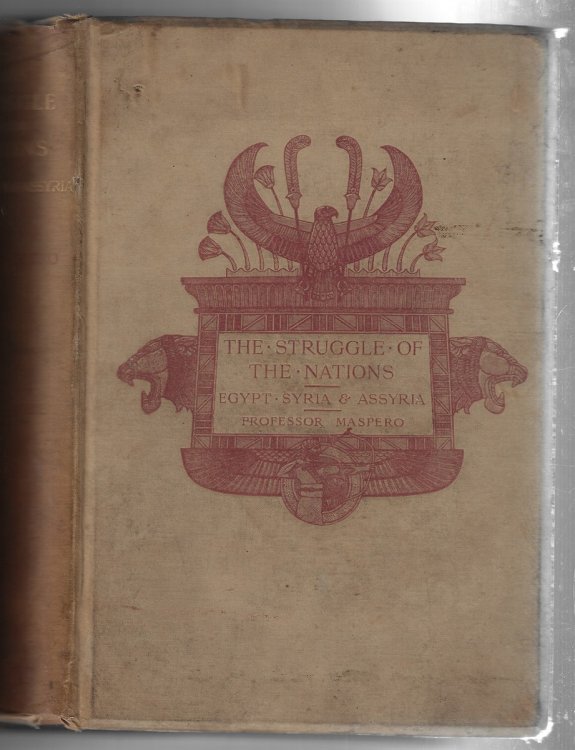 THE · STRUGGLE · OF
THE · NATIONS
EGYPT · SYRIA & ASSYRIA
PROFESSOR MASPERO